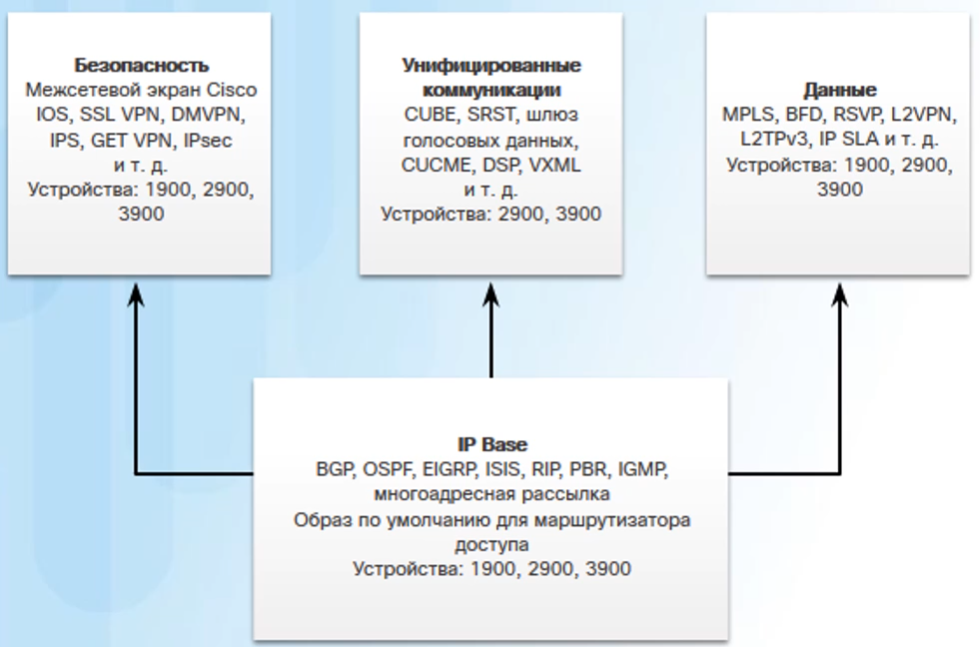 Безопасность
Межсетевой экран Cisco
IOS, SSL VPN, DMVPN,
IPS, GET VPN, IPsec
и т. д.
Устройства: 1900, 2900,
3900
Унифицированные
коммуникации
CUBE, SRST, шлюз
голосовых данных,
CUCME, DSP, VXML
и т. д.
Устройства: 2900, 3900
Данные
MPLS, BFD, RSVP, L2VPN,
L2TPv3, IP SLA и т. д.
Устройства: 1900, 2900,
3900
IP Base
BGP, OSPF, EIGRP, ISIS, RIP, PBR, IGMP,
многоадресная рассылка
Образ по умолчанию для маршрутизатора
доступа
Устройства: 1900, 2900, 3900